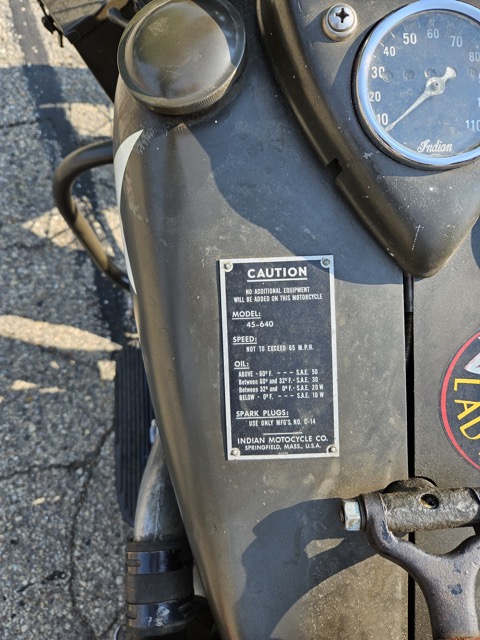 50 60 70
40
30
20
10
110
Indian
CAUTION
NO ADDITIONAL EQUIPMENT
WILL BE ADDED ON THIS MOTORCYCLE
MODEL:
45-640
SPEED:
NOT TO EXCEED 65 M.P.H.
OIL:
ABOVE - 60° F. - - - S.A.E. 50
Between 60° and 32° F. - S.A.E. 30
Between 32° and 0° F. - S.A.E. 20 W
BELOW - 0° F. - - - S.A.E. 10 W
SPARK PLUGS:
USE ONLY MFG'S. NO. C-14
INDIAN MOTOCYCLE CO.
SPRINGFIELD, MASS., U.S.A.
LAD